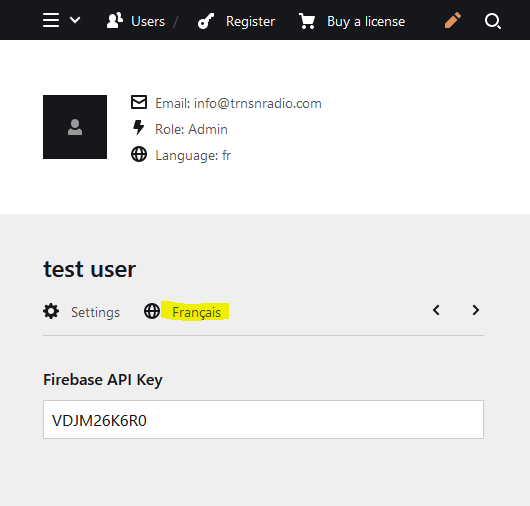 Users / Register Buy a license
Email: info@trnsnradio.com
Role: Admin
Language: fr
test user
Settings Français
Firebase API Key
VDJM26K6R0